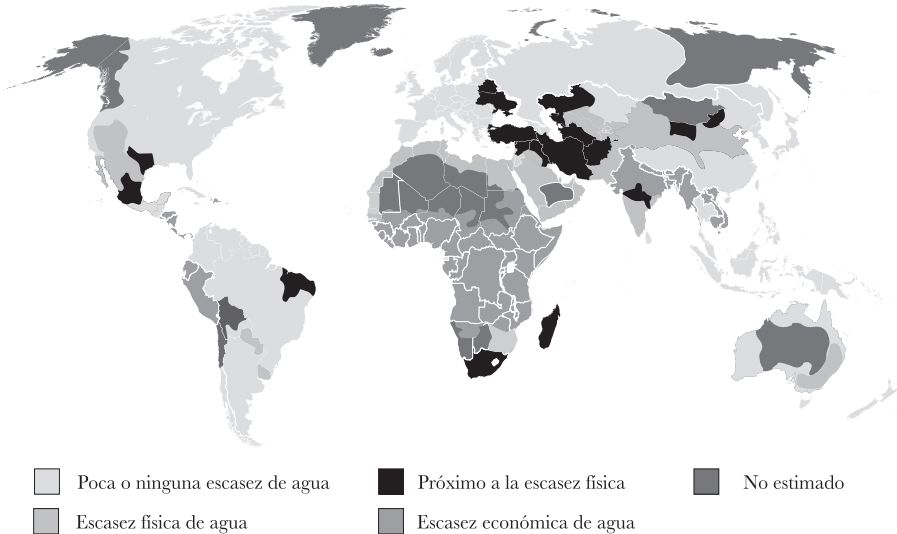 Poca o ninguna escasez de agua
Próximo a la escasez física
No estimado
Escasez física de agua
Escasez económica de agua